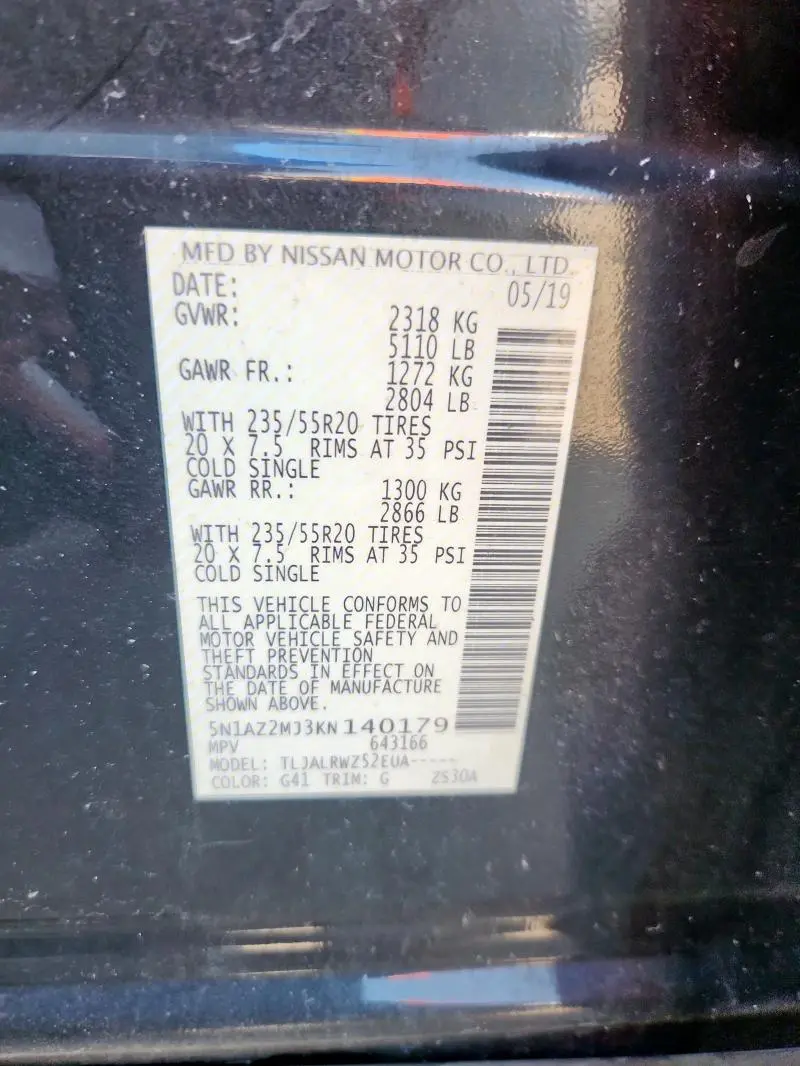 MFD BY NISSAN MOTOR CO., LTD.
DATE: 05/19
GVWR: 2318 KG
5110 LB
GAWR FR.: 1272 KG
2804 LB
WITH 235/55R20 TIRES
20 X 7.5 RIMS AT 35 PSI
COLD SINGLE
GAWR RR.: 1300 KG
2866 LB
WITH 235/55R20 TIRES
20 X 7.5 RIMS AT 35 PSI
COLD SINGLE
THIS VEHICLE CONFORMS TO
ALL APPLICABLE FEDERAL
MOTOR VEHICLE SAFETY AND
THEFT PREVENTION
STANDARDS IN EFFECT ON
THE DATE OF MANUFACTURE
SHOWN ABOVE.
5N1AZ2MJ3KN140179
MPV 643166
MODEL: TLJALRWZ52EUA-----
COLOR: G41 TRIM: G ZS30A